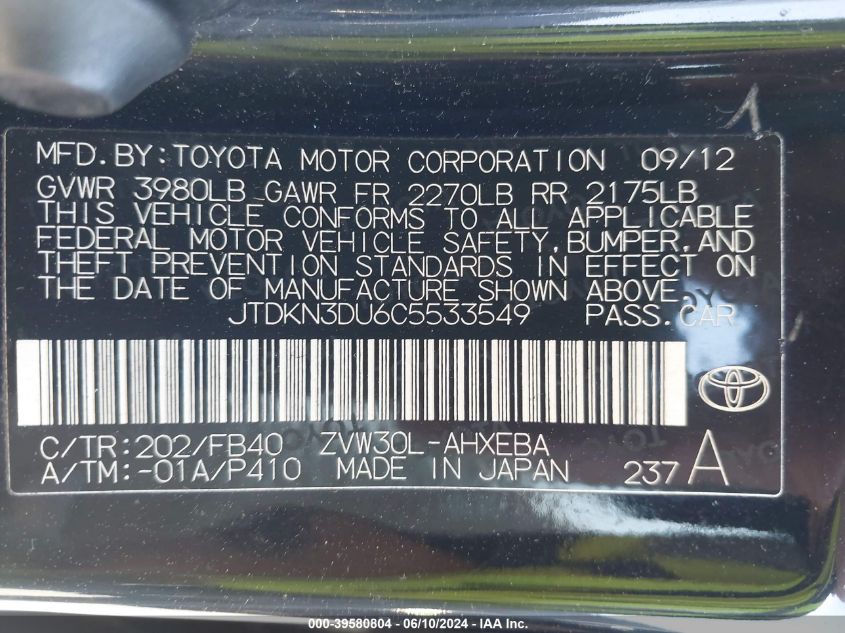 MFD.BY:TOYOTA MOTOR CORPORATION 09/12
GVWR 3980LB GAWR FR 2270LB RR 2175LB
THIS VEHICLE CONFORMS TO ALL APPLICABLE
FEDERAL MOTOR VEHICLE SAFETY,BUMPER,AND
THEFT PREVENTION STANDARDS IN EFFECT ON
THE DATE OF MANUFACTURE SHOWN ABOVE.
JTDKN3DU6C5533549 PASS.CAR
C/TR:202/FB40 ZVW30L-AHXEBA
A/TM:-01A/P410 MADE IN JAPAN 237 A
000-39580804 - 06/10/2024 - IAA Inc.